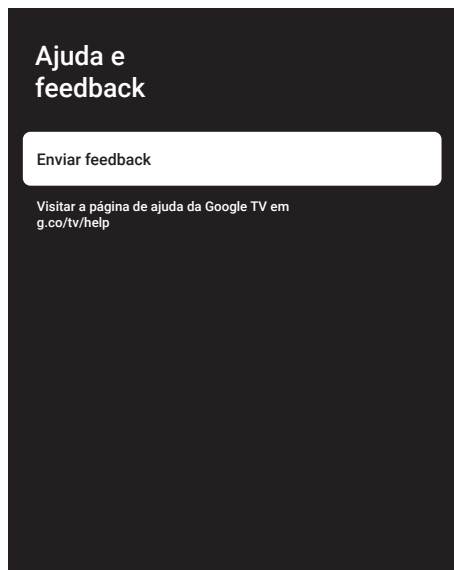 Ajuda e
feedback
Enviar feedback
Visitar a página de ajuda da Google TV em
g.co/tv/help